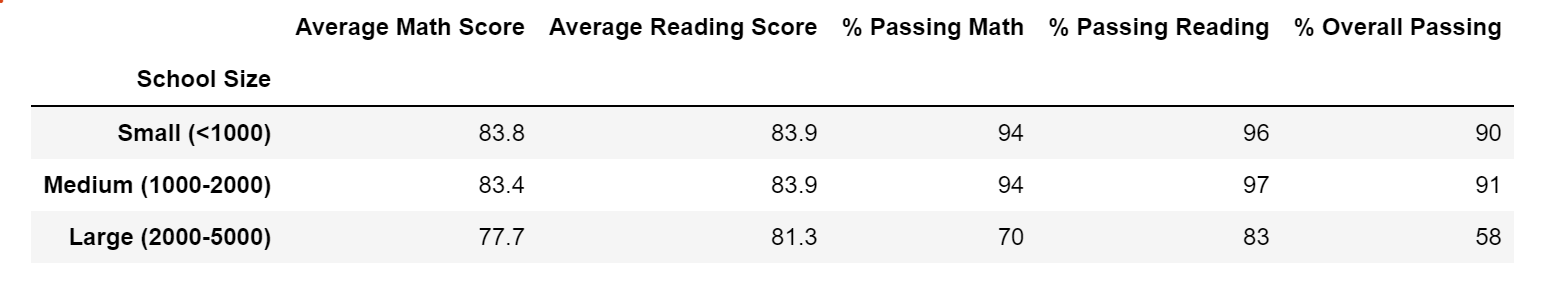 Average Math Score Average Reading Score % Passing Math % Passing Reading % Overall Passing
School Size
Small (<1000) 83.8 83.9 94 96 90
Medium (1000-2000) 83.4 83.9 94 97 91
Large (2000-5000) 77.7 81.3 70 83 58